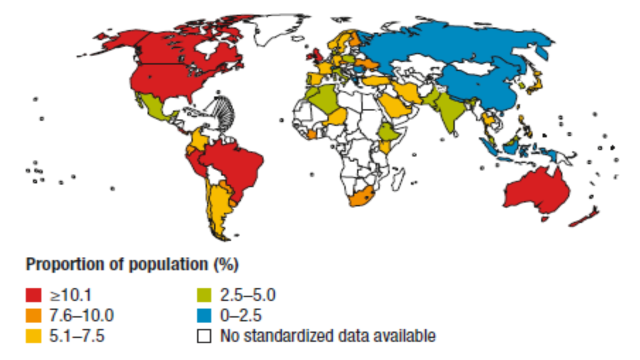 Proportion of population (%)
≥10.1
7.6–10.0
5.1–7.5
2.5–5.0
0–2.5
No standardized data available